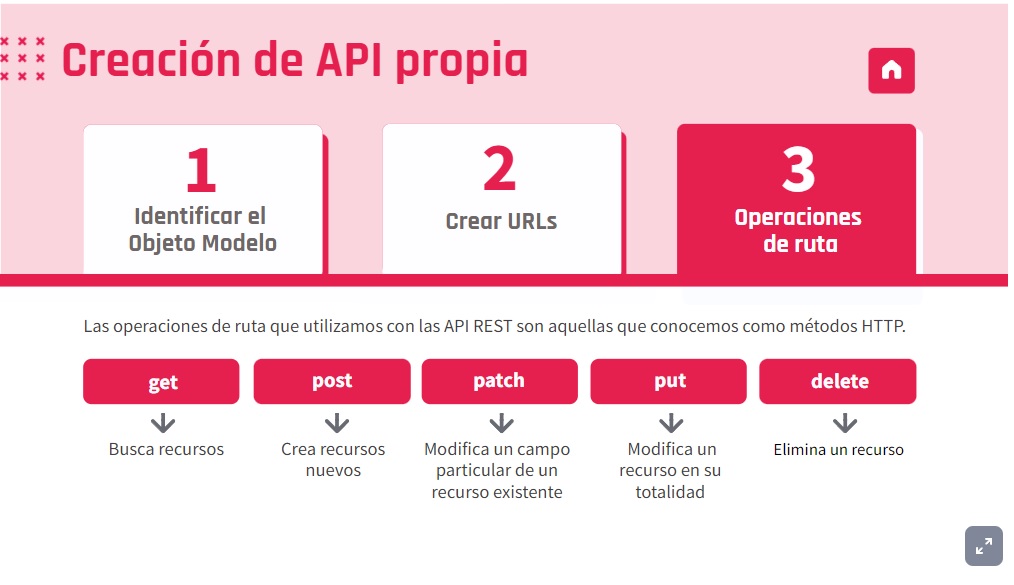 Creación de API propia
1
Identificar el
Objeto Modelo
2
Crear URLs
3
Operaciones
de ruta
Las operaciones de ruta que utilizamos con las API REST son aquellas que conocemos como métodos HTTP.
get
Busca recursos
post
Crea recursos
nuevos
patch
Modifica un campo
particular de un
recurso existente
put
Modifica un
recurso en su
totalidad
delete
Elimina un recurso